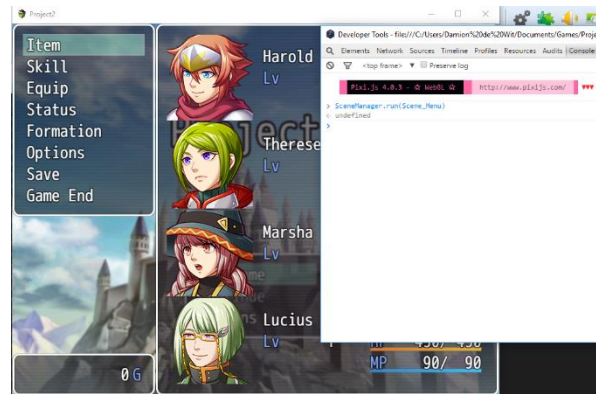 Project2
Item
Skill
Equip
Status
Formation
Options
Save
Game End
0 G
Harold
Lv
Therese
Lv
Marsha
Lv
Lucius
Lv
MP 90/ 90
Developer Tools - file:///C:/Users/Damion%20de%20Wit/Documents/Games/Proje
Elements Network Sources Timeline Profiles Resources Audits Console
<top frame> ▼ Preserve log
Pixi.js 4.0.3 - ✰ WebGL ✰ http://www.pixijs.com/ ♥♥♥
> SceneManager.run(Scene_Menu)
< undefined
>